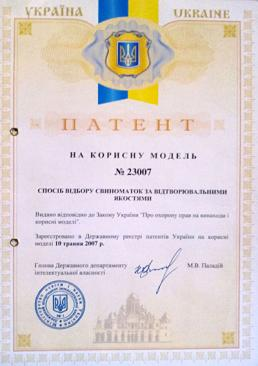 УКРАЇНА
UKRAINE
ПАТЕНТ
НА КОРИСНУ МОДЕЛЬ
№ 23007
СПОСІБ ВІДБОРУ СВИНОМАТОК ЗА ВІДТВОРЮВАЛЬНИМИ
ЯКОСТЯМИ
Видано відповідно до Закону України "Про охорону прав на винаходи і
корисні моделі".
Зареєстровано в Державному реєстрі патентів України на корисні
моделі 10 травня 2007 р.
Голова Державного департаменту
інтелектуальної власності
М.В. Паладій